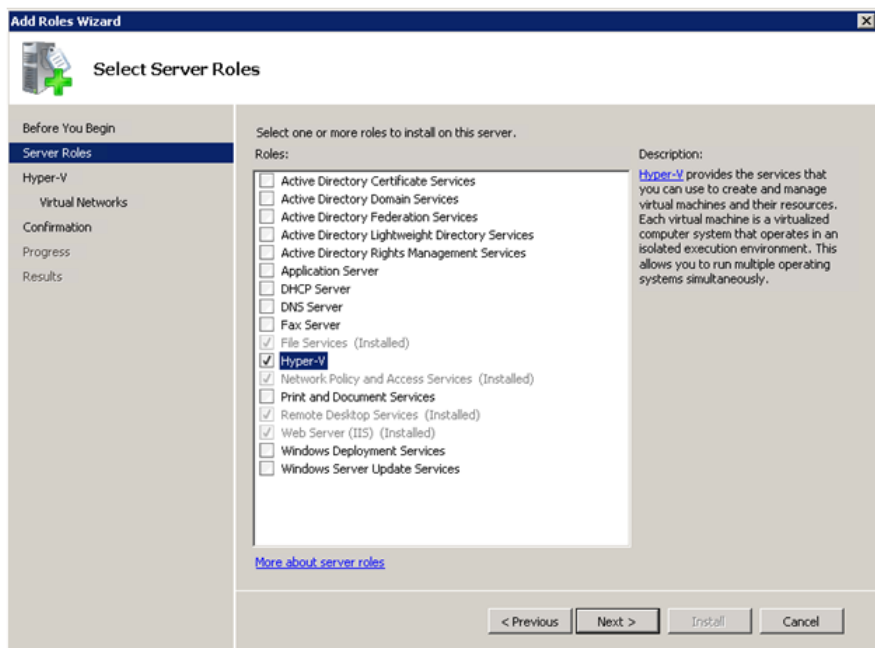 Add Roles Wizard
Select Server Roles
Before You Begin
Server Roles
Hyper-V
Virtual Networks
Confirmation
Progress
Results
Select one or more roles to install on this server.
Roles:
Active Directory Certificate Services
Active Directory Domain Services
Active Directory Federation Services
Active Directory Lightweight Directory Services
Active Directory Rights Management Services
Application Server
DHCP Server
DNS Server
Fax Server
File Services (Installed)
Hyper-V
Network Policy and Access Services (Installed)
Print and Document Services
Remote Desktop Services (Installed)
Web Server (IIS) (Installed)
Windows Deployment Services
Windows Server Update Services
More about server roles
Description:
Hyper-V provides the services that
you can use to create and manage
virtual machines and their resources.
Each virtual machine is a virtualized
computer system that operates in an
isolated execution environment. This
allows you to run multiple operating
systems simultaneously.
< Previous
Next >
Install
Cancel